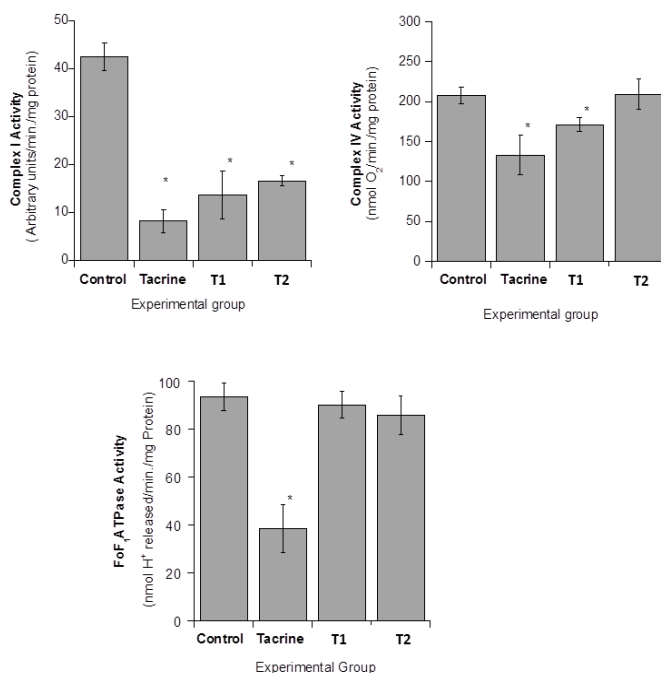 Complex I Activity
( Arbitrary units/min./mg protein)
50
40
30
20
10
0
*
*
*
Control Tacrine T1 T2
Experimental group
Complex IV Activity
(nmol O₂/min./mg protein)
300
250
200
150
100
50
0
*
*
Control Tacrine T1 T2
Experimental group
FoF₁ATPase Activity
(nmol H⁺ released/min./mg Protein)
100
80
60
40
20
0
*
Control Tacrine T1 T2
Experimental Group